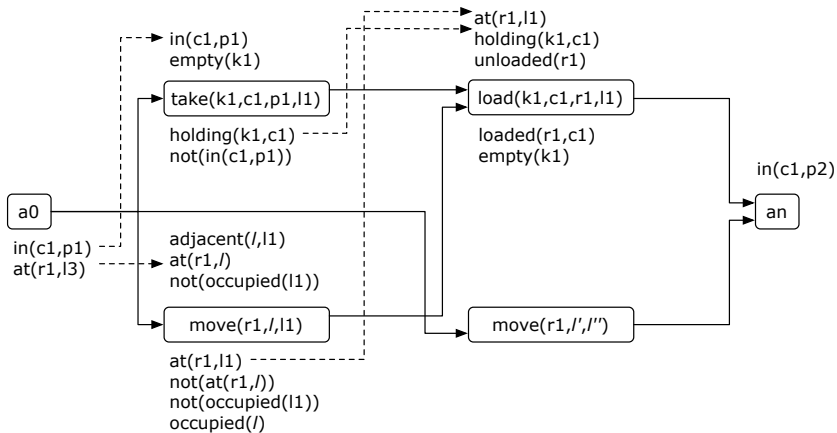 in(c1,p1)
empty(k1)
take(k1,c1,p1,l1)
holding(k1,c1)
not(in(c1,p1))
at(r1,l1)
holding(k1,c1)
unloaded(r1)
load(k1,c1,r1,l1)
loaded(r1,c1)
empty(k1)
a0
in(c1,p1)
at(r1,l3)
adjacent(l,l1)
at(r1,l)
not(occupied(l1))
move(r1,l,l1)
at(r1,l1)
not(at(r1,l))
not(occupied(l1))
occupied(l)
move(r1,l',l'')
in(c1,p2)
an